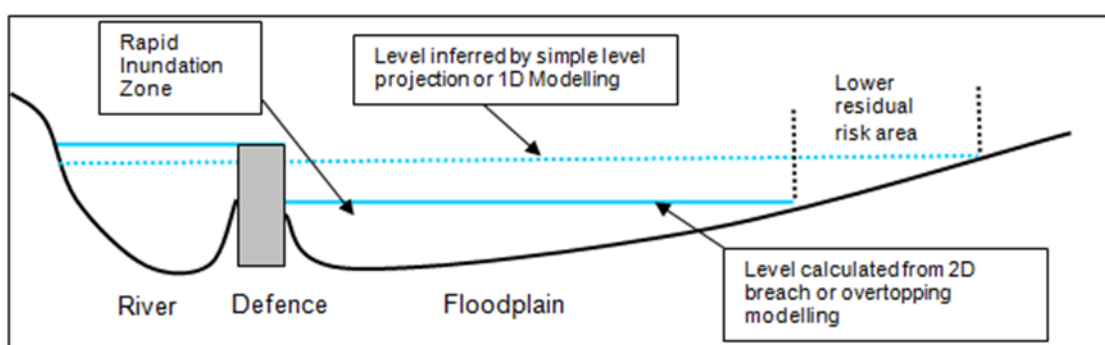 Rapid
Inundation
Zone
Level inferred by simple level
projection or 1D Modelling
Lower
residual
risk area
Level calculated from 2D
breach or overtopping
modelling
River
Defence
Floodplain